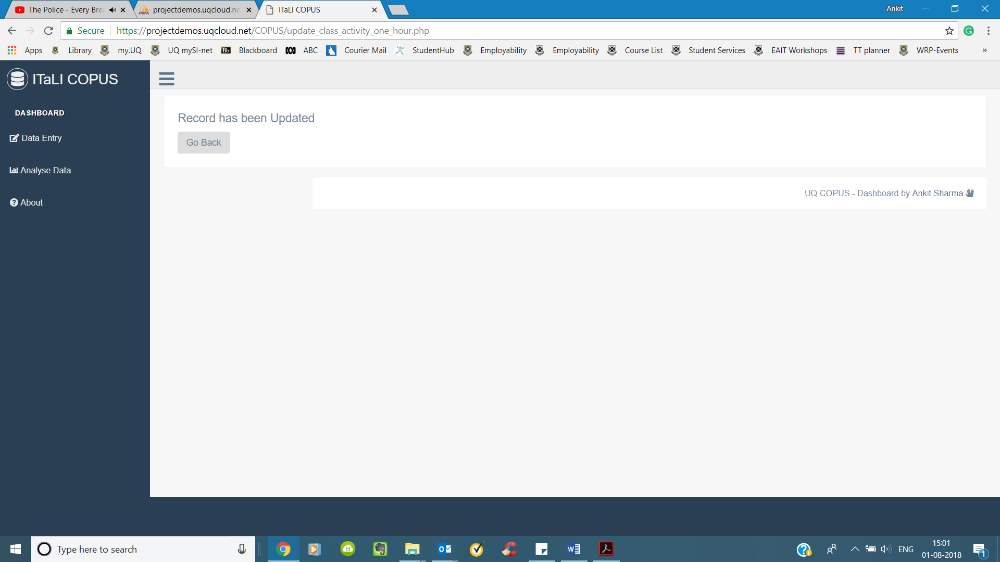 The Police - Every Bre
projectdemos.uqcloud.ne
ITaLI COPUS
Ankit
Secure
https://projectdemos.uqcloud.net/COPUS/update_class_activity_one_hour.php
Apps Library my.UQ UQ mySI-net Bb Blackboard ABC Courier Mail StudentHub Employability Employability Course List Student Services EAIT Workshops TT planner WRP-Events »
ITaLI COPUS
DASHBOARD
Data Entry
Analyse Data
About
Record has been Updated
Go Back
UQ COPUS - Dashboard by Ankit Sharma
Type here to search
ENG
15:01
01-08-2018
1